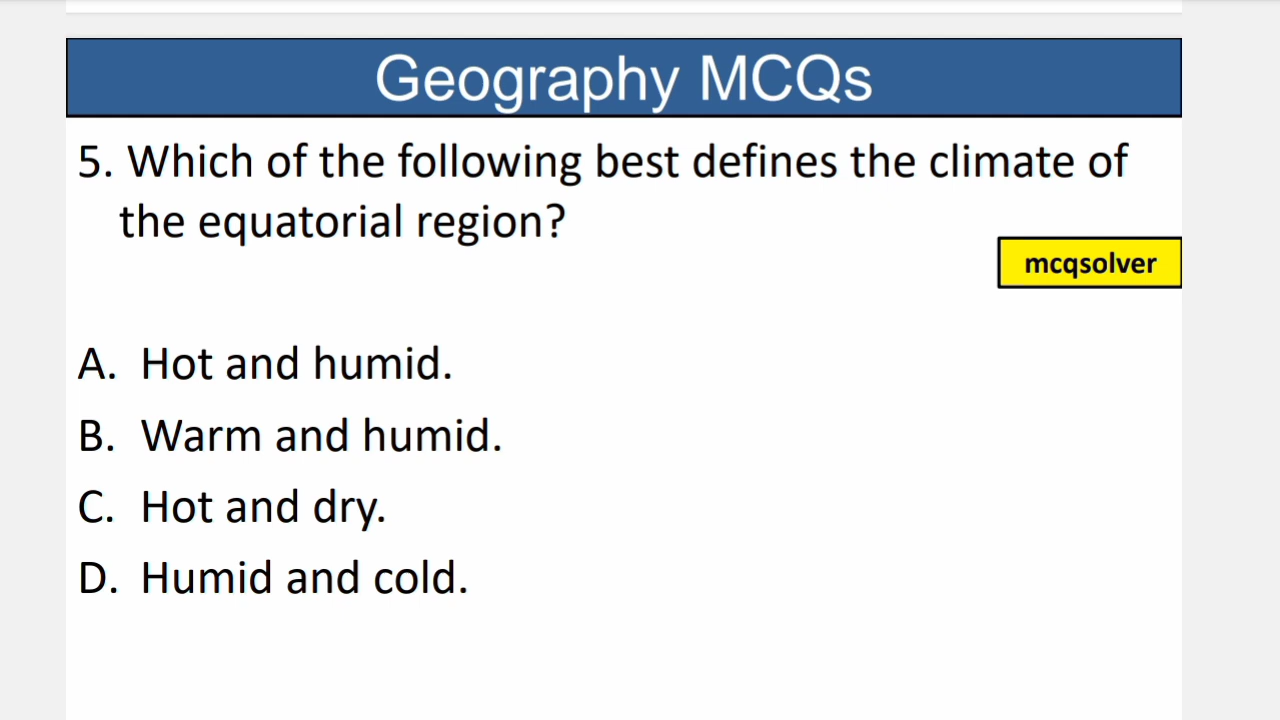 Geography MCQs
5. Which of the following best defines the climate of
the equatorial region?
mcqsolver
A. Hot and humid.
B. Warm and humid.
C. Hot and dry.
D. Humid and cold.